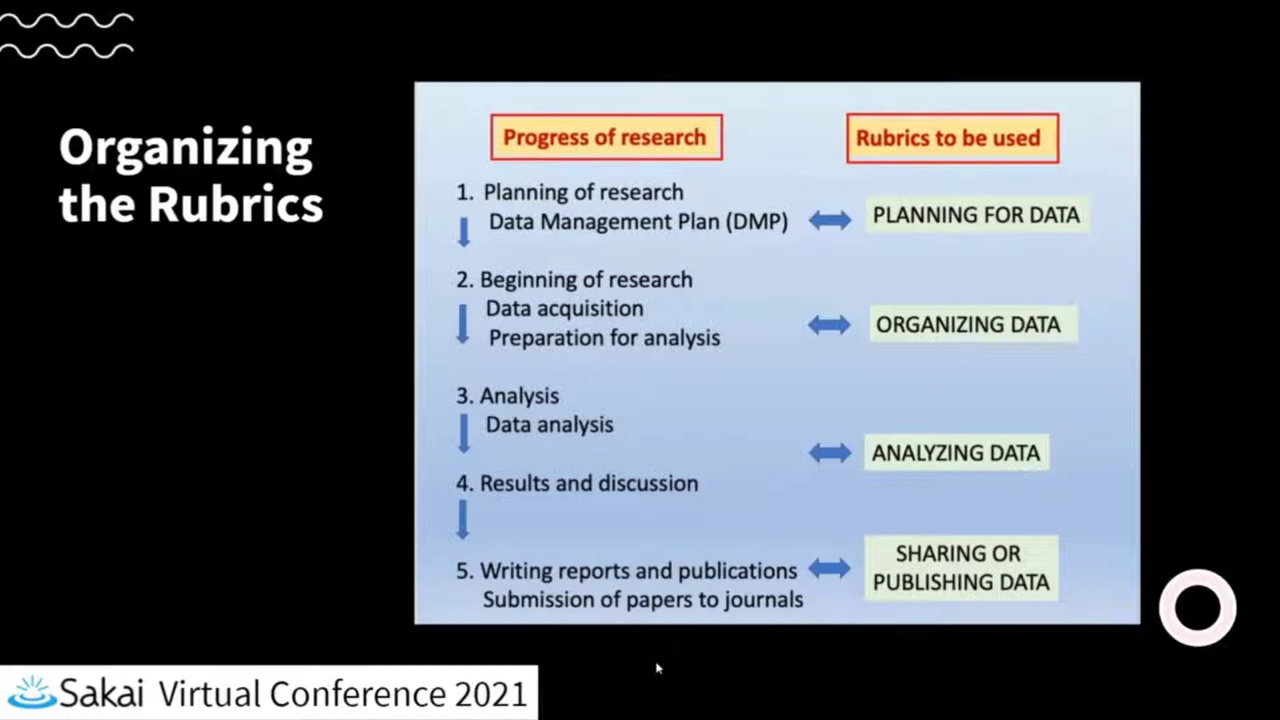 Organizing
the Rubrics
Progress of research
Rubrics to be used
1. Planning of research
Data Management Plan (DMP)
PLANNING FOR DATA
2. Beginning of research
Data acquisition
Preparation for analysis
ORGANIZING DATA
3. Analysis
Data analysis
ANALYZING DATA
4. Results and discussion
5. Writing reports and publications
Submission of papers to journals
SHARING OR
PUBLISHING DATA
Sakai Virtual Conference 2021